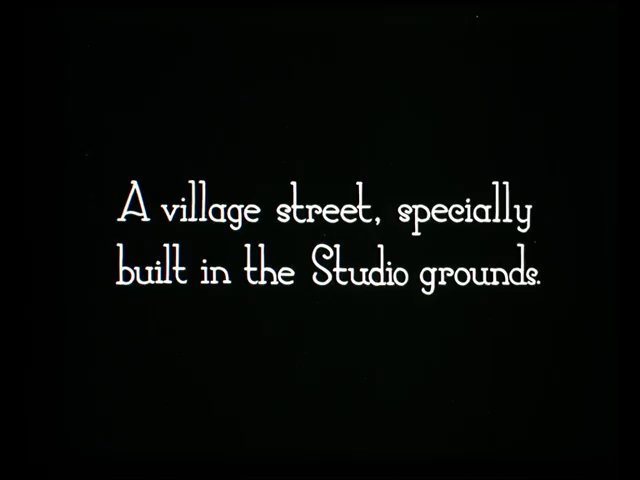 A village street, specially
built in the Studio grounds.